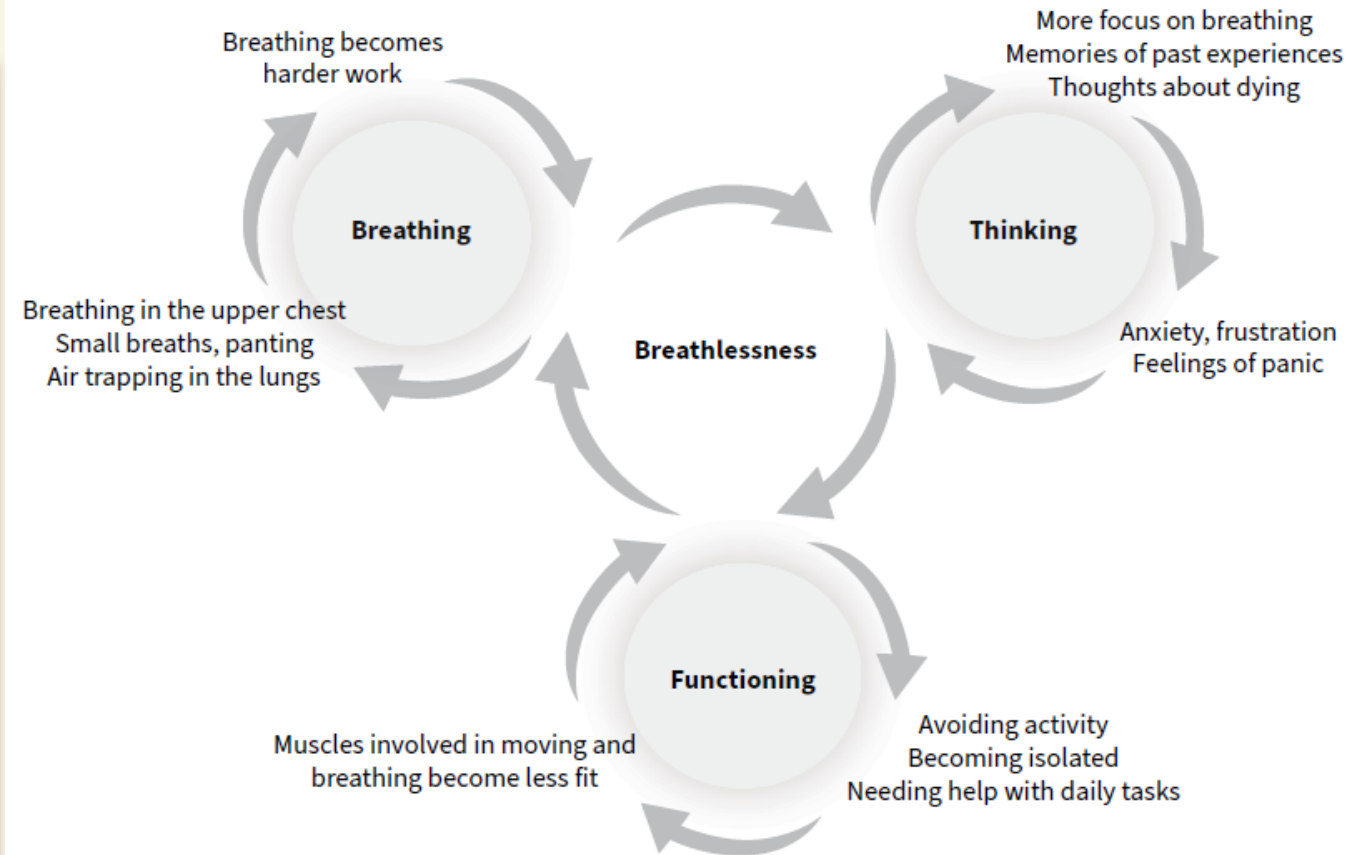 Breathing becomes
harder work
Breathing
Breathing in the upper chest
Small breaths, panting
Air trapping in the lungs
More focus on breathing
Memories of past experiences
Thoughts about dying
Thinking
Anxiety, frustration
Feelings of panic
Breathlessness
Functioning
Avoiding activity
Becoming isolated
Needing help with daily tasks
Muscles involved in moving and
breathing become less fit